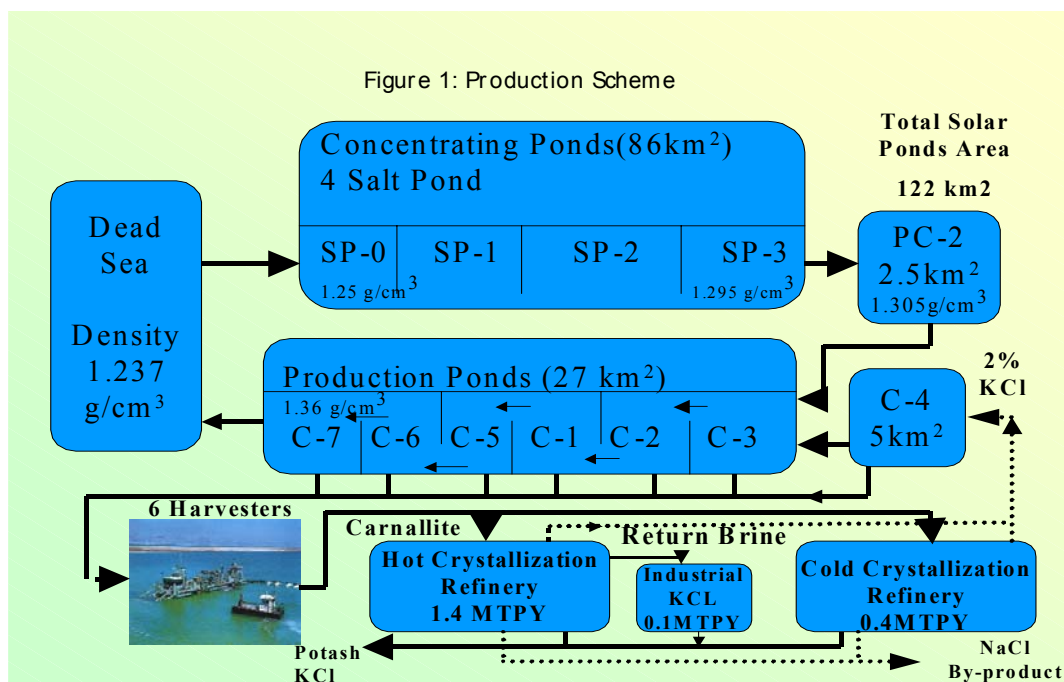 Figure 1: Production Scheme
Concentrating Ponds(86km²)
4 Salt Pond
SP-0 SP-1 SP-2 SP-3
1.25 g/cm³ 1.295 g/cm³
Total Solar
Ponds Area
122 km2
Dead
Sea
Density
1.237
g/cm³
PC-2
2.5km²
1.305g/cm³
Production Ponds (27 km²)
1.36 g/cm³
C-7 C-6 C-5 C-1 C-2 C-3
2%
KCl
C-4
5km²
6 Harvesters
Carnallite
Return Brine
Hot Crystallization
Refinery
1.4 MTPY
Industrial
KCL
0.1MTPY
Cold Crystallization
Refinery
0.4MTPY
Potash
KCl
NaCl
By-product